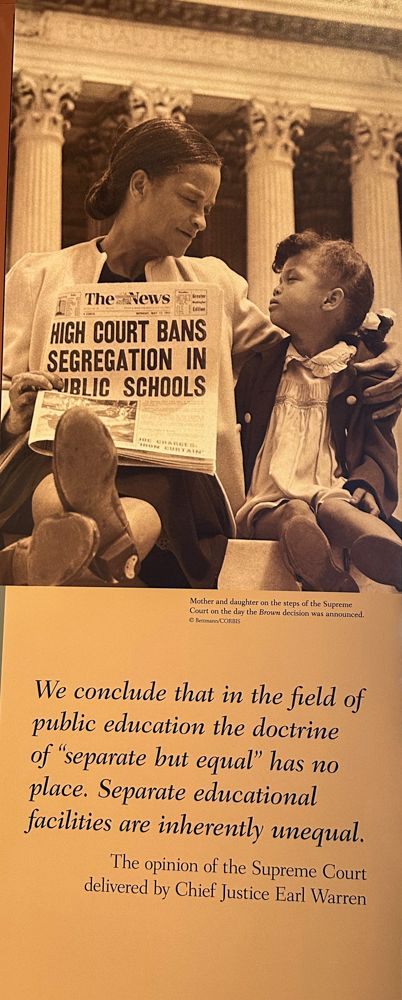 EQUAL JUSTICE UNDER
The News
HIGH COURT BANS
SEGREGATION IN
PUBLIC SCHOOLS
Mother and daughter on the steps of the Supreme
Court on the day the Brown decision was announced.
© Bettmann/CORBIS
We conclude that in the field of
public education the doctrine
of “separate but equal” has no
place. Separate educational
facilities are inherently unequal.
The opinion of the Supreme Court
delivered by Chief Justice Earl Warren